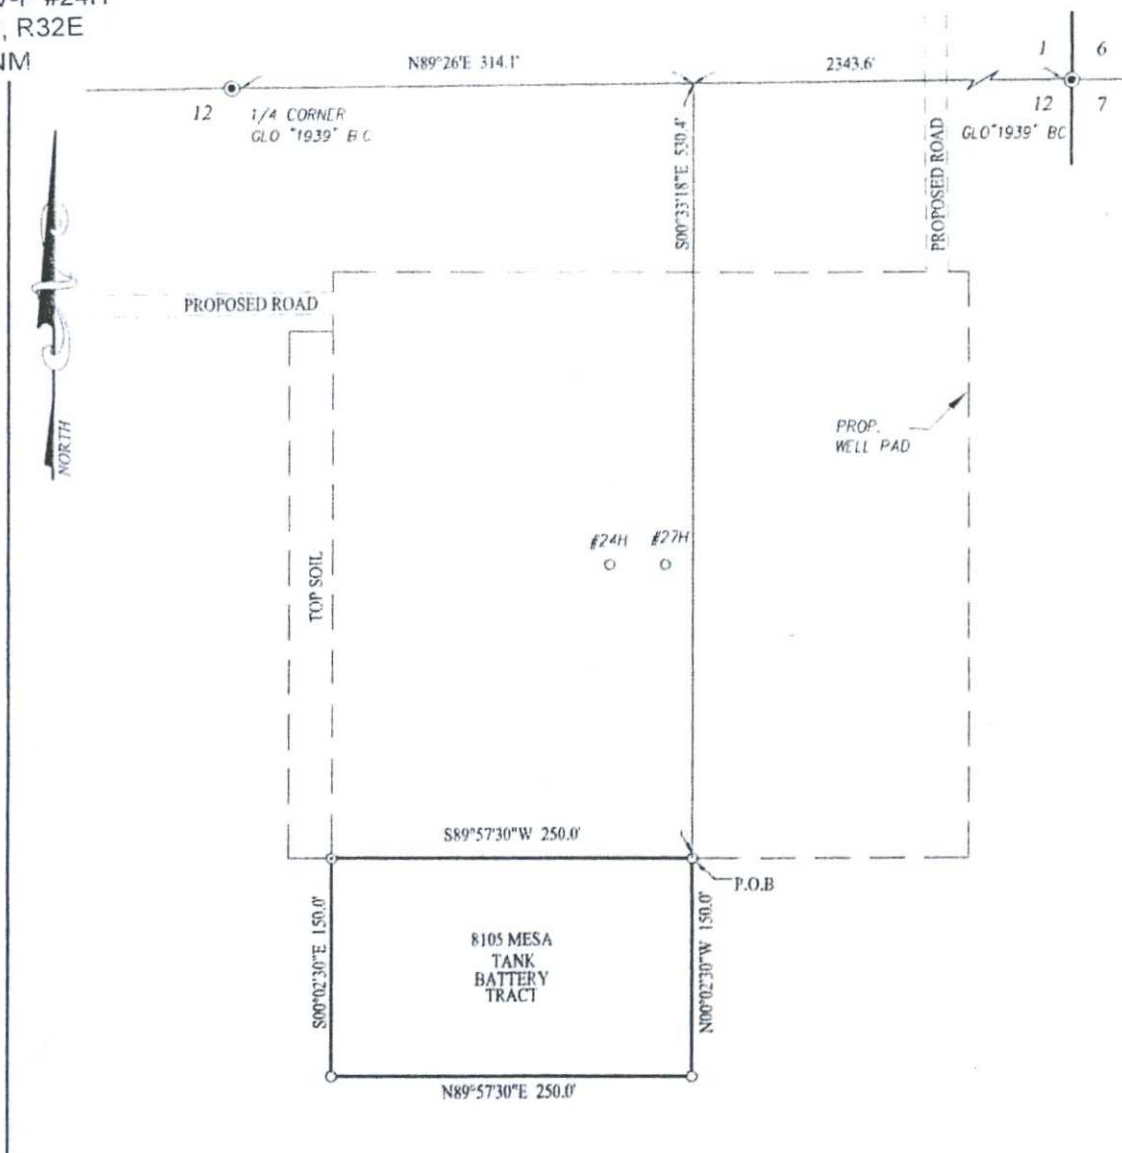 #24H
, R32E
NM
N89°26'E 314.1'
2343.6'
1
6
12
7
12
1/4 CORNER
GLO "1939" BC
GLO"1939" BC
S00°33'18"E 530.4'
PROPOSED ROAD
PROPOSED ROAD
NORTH
PROP.
WELL PAD
#24H
#27H
TOP SOIL
S89°57'30"W 250.0'
P.O.B
S00°02'30"E 150.0'
8105 MESA
TANK
BATTERY
TRACT
N00°02'30"W 150.0'
N89°57'30"E 250.0'